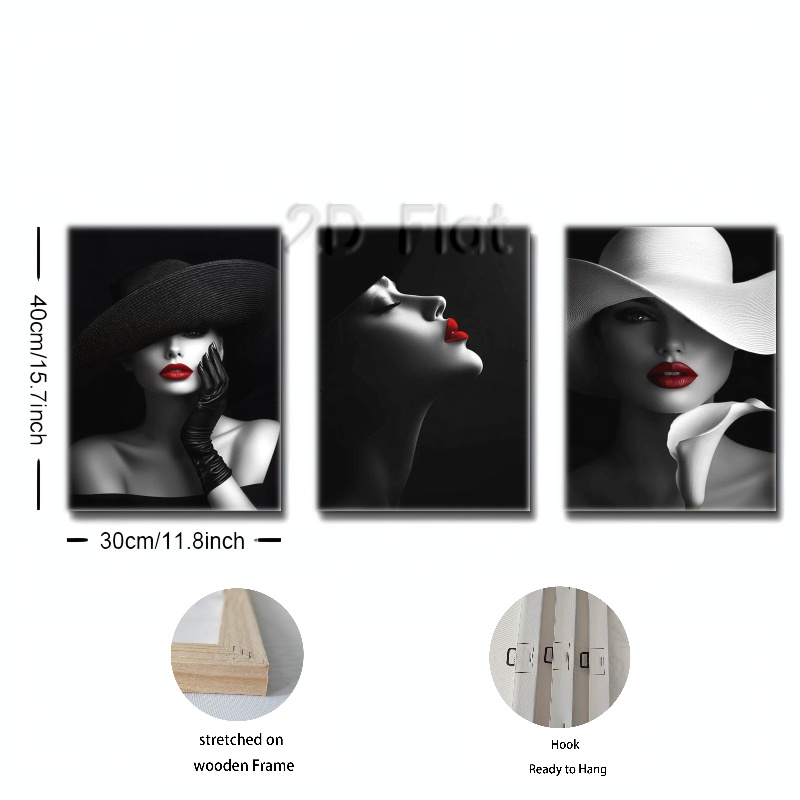 2D Flat
40cm/15.7inch
30cm/11.8inch
stretched on
wooden Frame
Hook
Ready to Hang